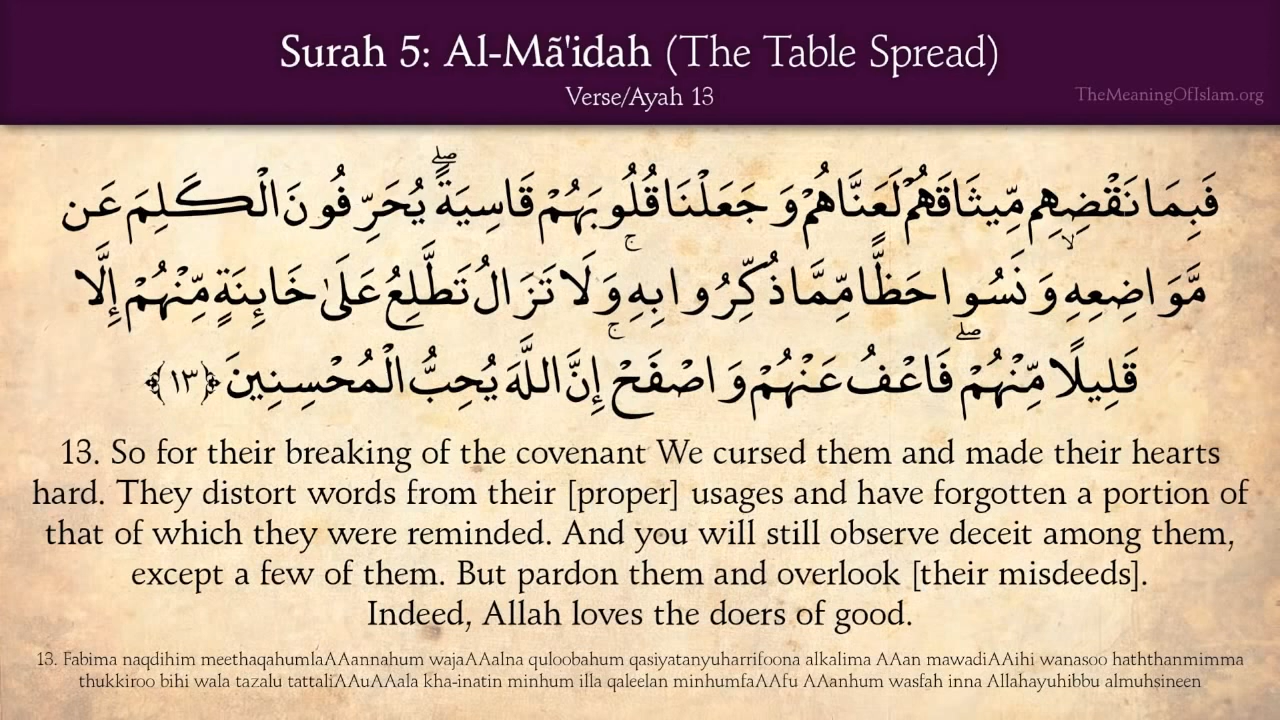 Surah 5: Al-Mã'idah (The Table Spread)
Verse/Ayah 13
TheMeaningOfIslam.org
فَبِمَا نَقْضِهِم مِّيثَاقَهُمْ لَعَنَّاهُمْ وَجَعَلْنَا قُلُوبَهُمْ قَاسِيَةً ۖ يُحَرِّفُونَ الْكَلِمَ عَن
مَّوَاضِعِهِ ۙ وَنَسُوا حَظًّا مِّمَّا ذُكِّرُوا بِهِ ۚ وَلَا تَزَالُ تَطَّلِعُ عَلَىٰ خَائِنَةٍ مِّنْهُمْ إِلَّا
قَلِيلًا مِّنْهُمْ ۖ فَاعْفُ عَنْهُمْ وَاصْفَحْ ۚ إِنَّ اللَّهَ يُحِبُّ الْمُحْسِنِينَ ﴿١٣﴾
13. So for their breaking of the covenant We cursed them and made their hearts
hard. They distort words from their [proper] usages and have forgotten a portion of
that of which they were reminded. And you will still observe deceit among them,
except a few of them. But pardon them and overlook [their misdeeds].
Indeed, Allah loves the doers of good.
13. Fabima naqdihim meethaqahumlaAAannahum wajaAAalna quloobahum qasiyatanyuharrifoona alkalima AAan mawadiAAihi wanasoo haththanmimma
thukkiroo bihi wala tazalu tattaliAAuAAala kha-inatin minhum illa qaleelan minhumfaAAfu AAanhum wasfah inna Allahayuhibbu almuhsineen